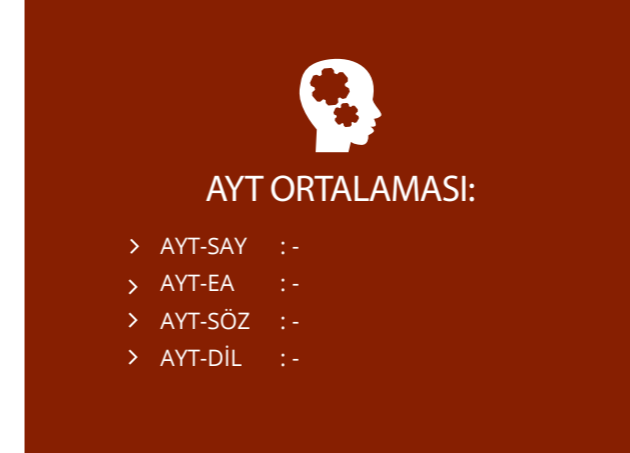 AYT ORTALAMASI:
AYT-SAY : -
AYT-EA : -
AYT-SÖZ : -
AYT-DİL : -